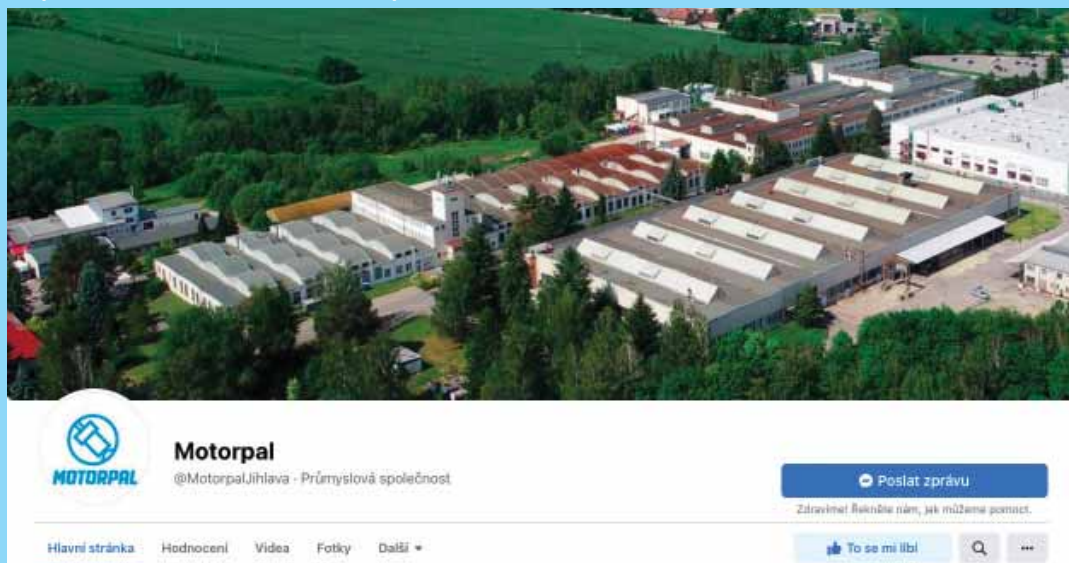 MOTORPAL
Motorpal
@MotorpalJihlava · Průmyslová společnost
Poslat zprávu
Zdravíme! Řekněte nám, jak můžeme pomoct.
Hlavní stránka Hodnocení Videa Fotky Další
To se mi líbí